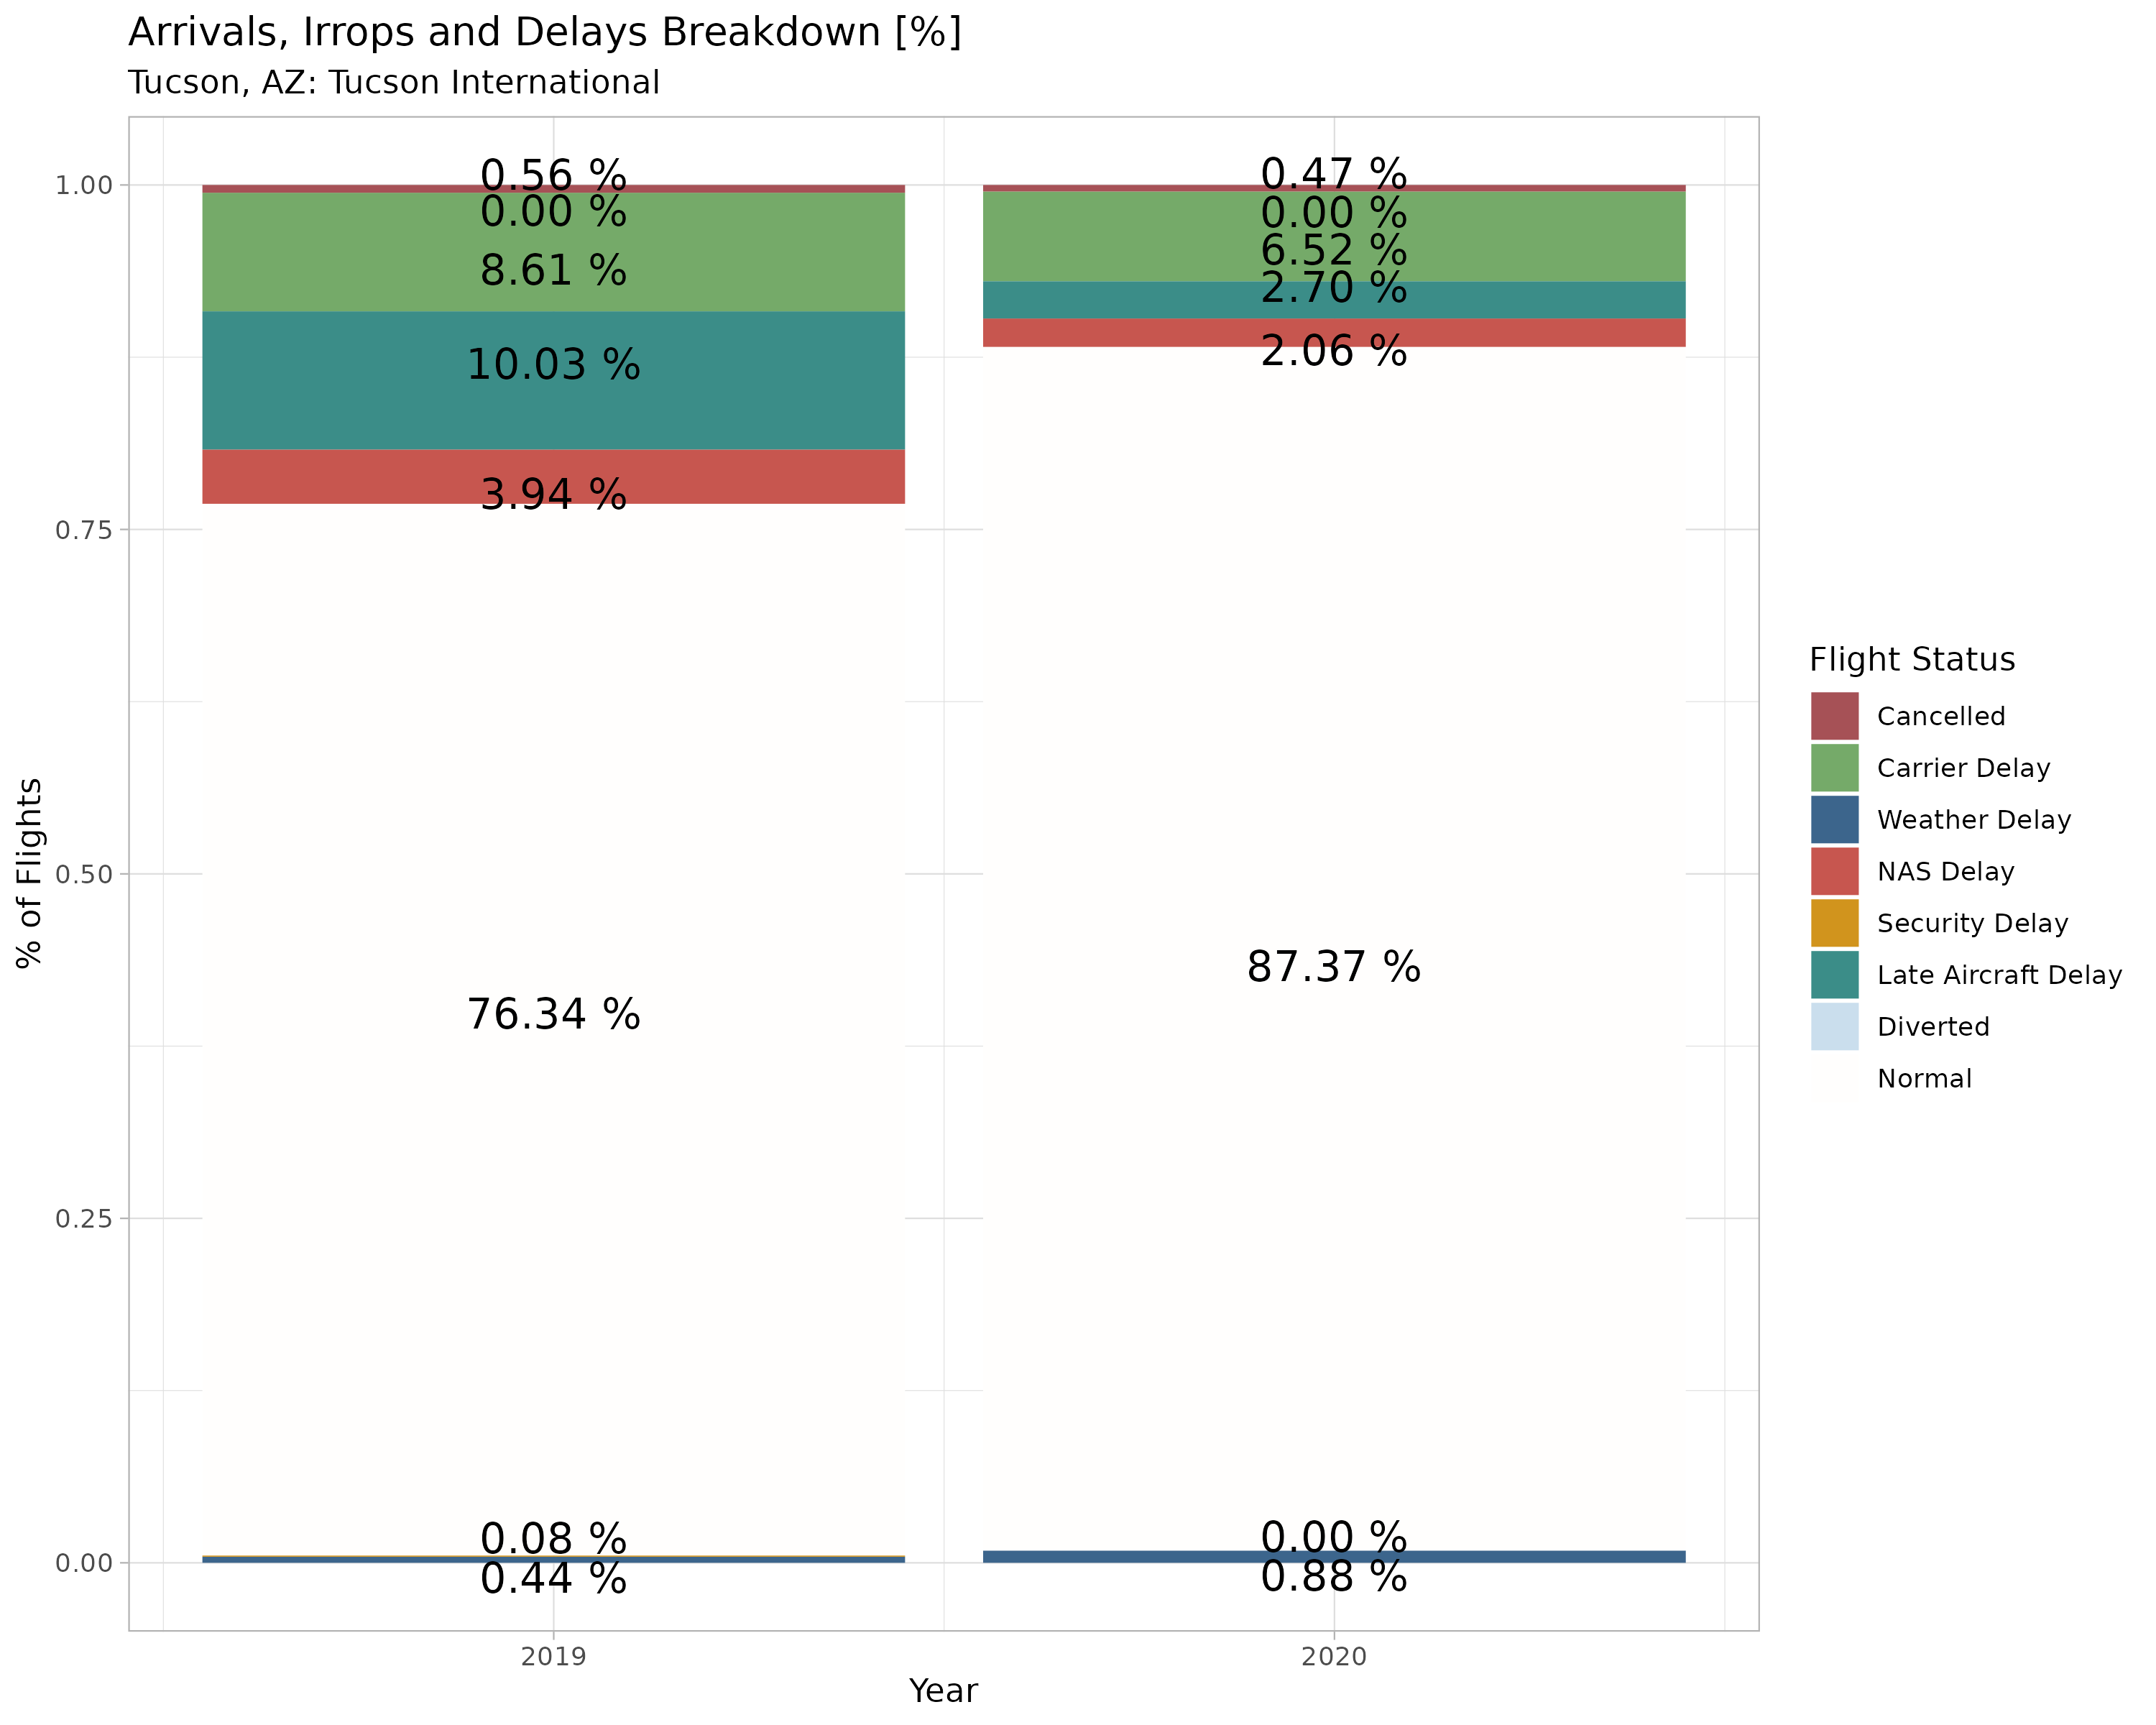 Arrivals, Irrops and Delays Breakdown [%]
Tucson, AZ: Tucson International
% of Flights
1.00
0.75
0.50
0.25
0.00
0.56 %
0.00 %
8.61 %
10.03 %
3.94 %
76.34 %
0.08 %
0.44 %
0.47 %
0.00 %
6.52 %
2.70 %
2.06 %
87.37 %
0.00 %
0.88 %
2019
2020
Year
Flight Status
Cancelled
Carrier Delay
Weather Delay
NAS Delay
Security Delay
Late Aircraft Delay
Diverted
Normal